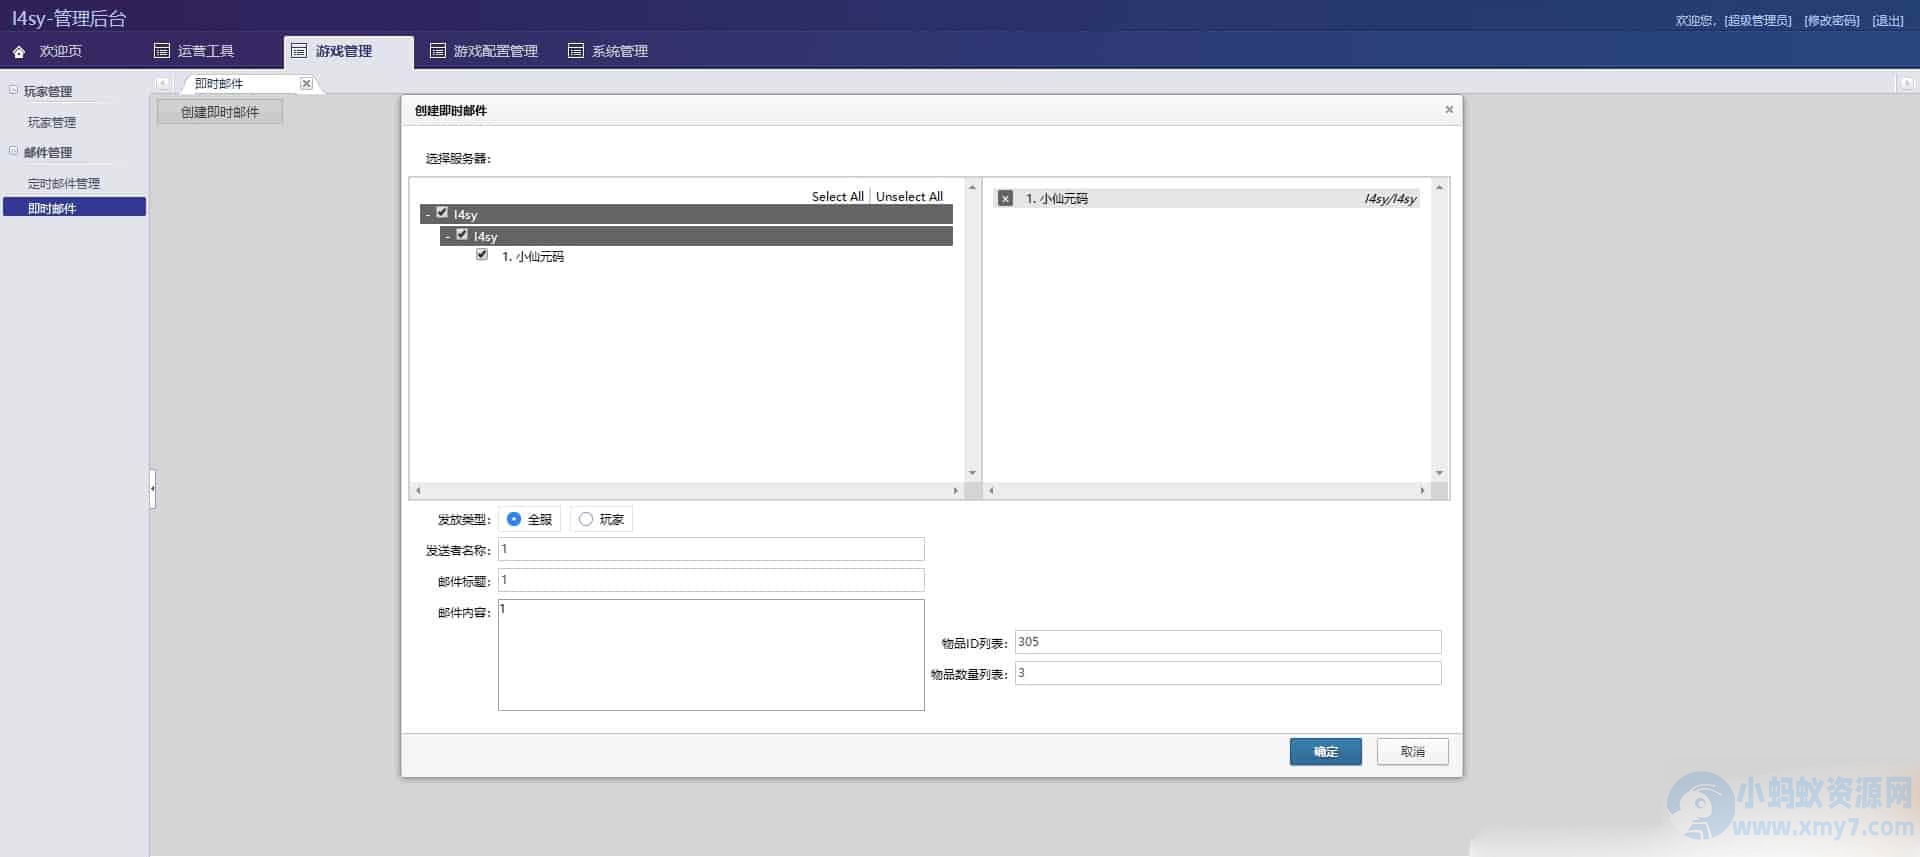 l4sy-管理后台
欢迎您, [超级管理员] [修改密码] [退出]
欢迎页 运营工具 游戏管理 游戏配置管理 系统管理
玩家管理
玩家管理
邮件管理
定时邮件管理
即时邮件
即时邮件
创建即时邮件
创建即时邮件
选择服务器:
Select All Unselect All
- l4sy
- l4sy
1. 小仙元码
x 1. 小仙元码 l4sy/l4sy
发放类型: 全服 玩家
发送者名称: 1
邮件标题: 1
邮件内容: 1
物品ID列表: 305
物品数量列表: 3
确定 取消
小蚂蚁资源网
www.xmy7.com